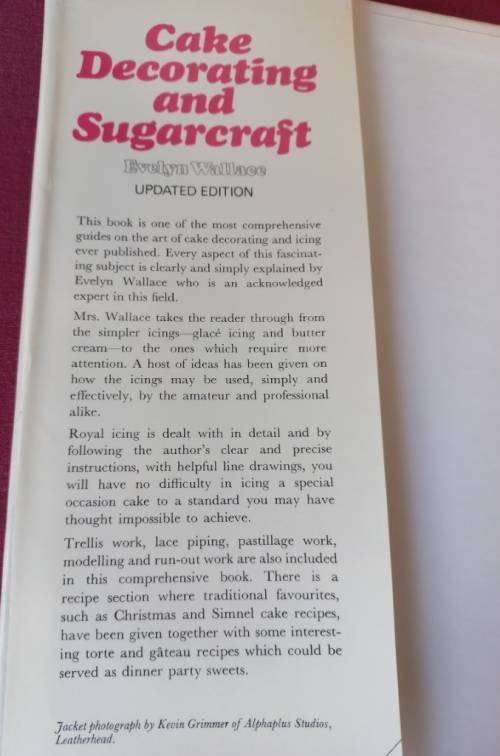 Cake
Decorating
and
Sugarcraft
Evelyn Wallace
UPDATED EDITION
This book is one of the most comprehensive
guides on the art of cake decorating and icing
ever published. Every aspect of this fascinat-
ing subject is clearly and simply explained by
Evelyn Wallace who is an acknowledged
expert in this field.
Mrs. Wallace takes the reader through from
the simpler icings—glacé icing and butter
cream—to the ones which require more
attention. A host of ideas has been given on
how the icings may be used, simply and
effectively, by the amateur and professional
alike.
Royal icing is dealt with in detail and by
following the author's clear and precise
instructions, with helpful line drawings, you
will have no difficulty in icing a special
occasion cake to a standard you may have
thought impossible to achieve.
Trellis work, lace piping, pastillage work,
modelling and run-out work are also included
in this comprehensive book. There is a
recipe section where traditional favourites,
such as Christmas and Simnel cake recipes,
have been given together with some interest-
ing torte and gâteau recipes which could be
served as dinner party sweets.
Jacket photograph by Kevin Grimmer of Alphaplus Studios,
Leatherhead.